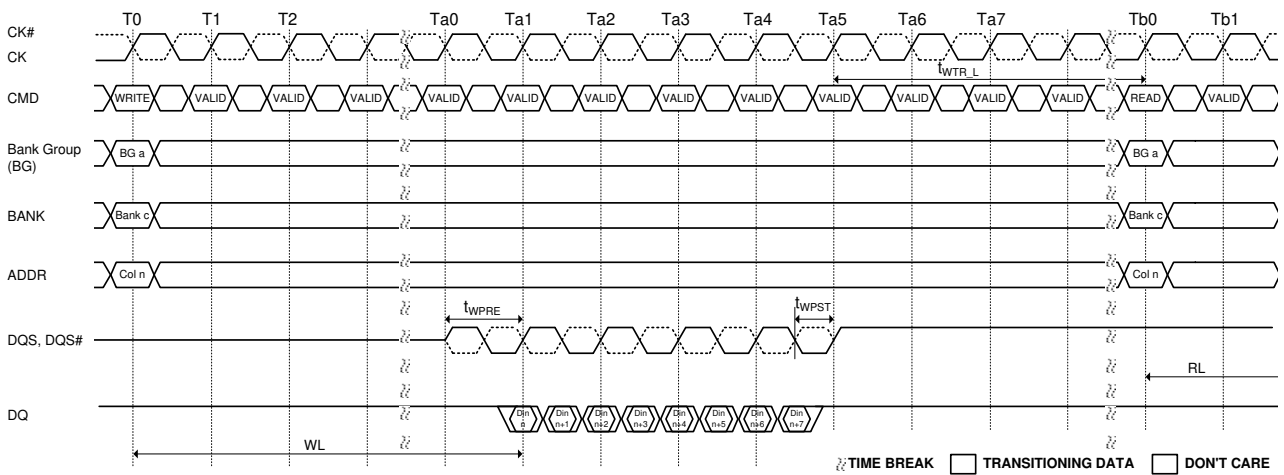 T0 T1 T2 Ta0 Ta1 Ta2 Ta3 Ta4 Ta5 Ta6 Ta7 Tb0 Tb1
CK#
CK
tWTR_L
CMD WRITE VALID VALID VALID VALID VALID VALID VALID VALID VALID VALID VALID VALID READ VALID
Bank Group
(BG)
BG a BG a
BANK Bank c Bank c
ADDR Col n Col n
tWPRE tWPST
DQS, DQS#
RL
DQ Din n Din n+1 Din n+2 Din n+3 Din n+4 Din n+5 Din n+6 Din n+7
WL
TIME BREAK TRANSITIONING DATA DON'T CARE